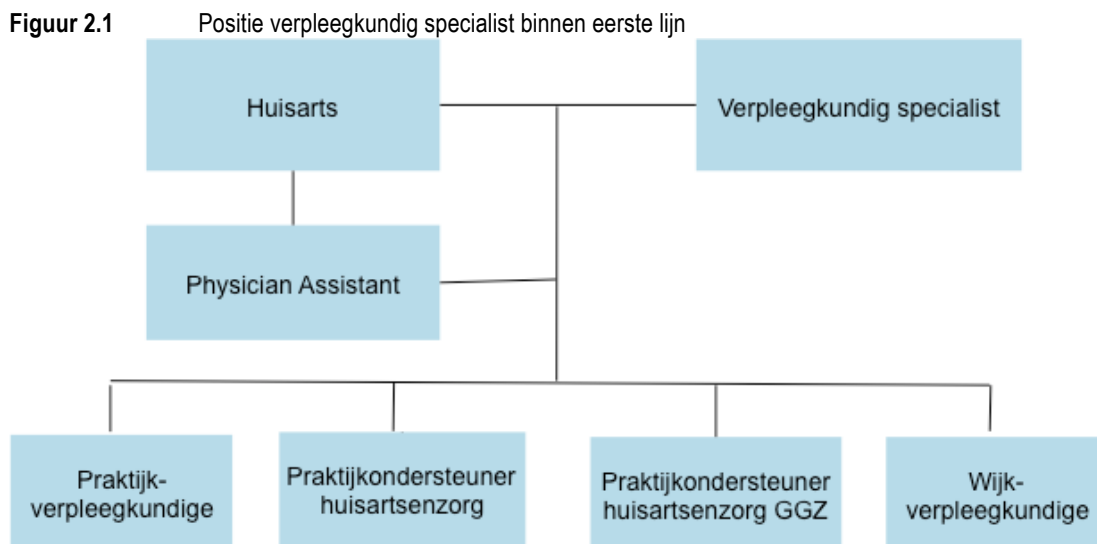 Figuur 2.1 Positie verpleegkundig specialist binnen eerste lijn
Huisarts
Verpleegkundig specialist
Physician Assistant
Praktijk-
verpleegkundige
Praktijkondersteuner
huisartsenzorg
Praktijkondersteuner
huisartsenzorg GGZ
Wijk-
verpleegkundige